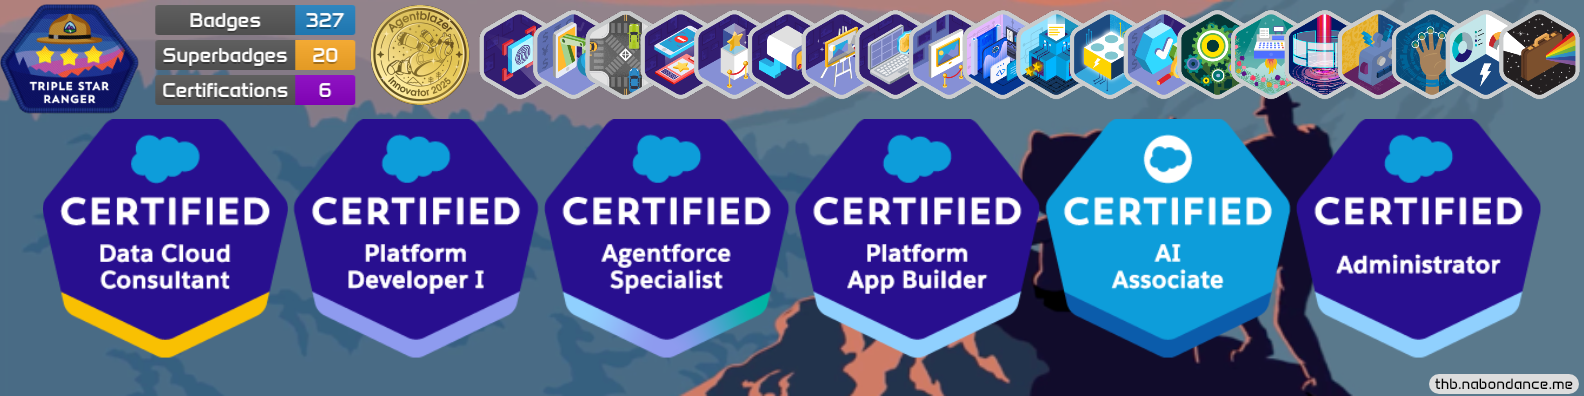 TRIPLE STAR
RANGER
Badges 327
Superbadges 20
Certifications 6
Agentblazer
Innovator 2025
CERTIFIED
Data Cloud
Consultant
CERTIFIED
Platform
Developer I
CERTIFIED
Agentforce
Specialist
CERTIFIED
Platform
App Builder
CERTIFIED
AI
Associate
CERTIFIED
Administrator
thb.nabondance.me